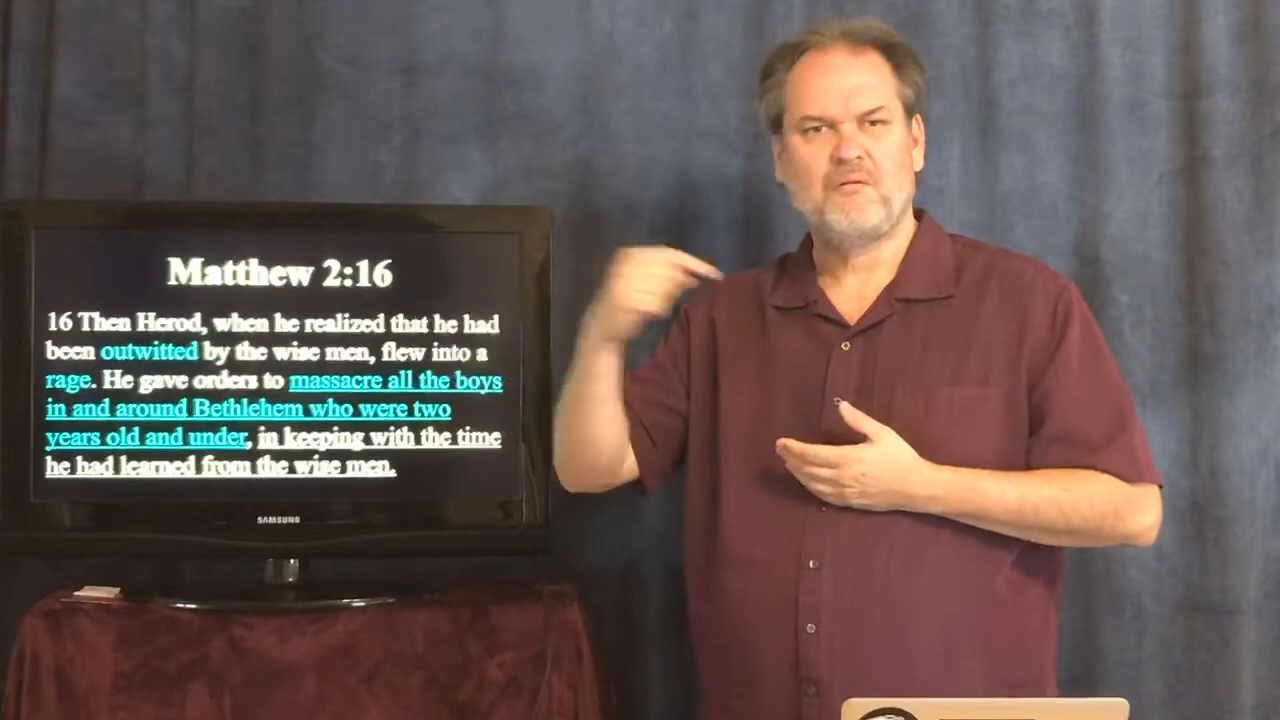 Matthew 2:16
16 Then Herod, when he realized that he had
been outwitted by the wise men, flew into a
rage. He gave orders to massacre all the boys
in and around Bethlehem who were two
years old and under, in keeping with the time
he had learned from the wise men.
SAMSUNG